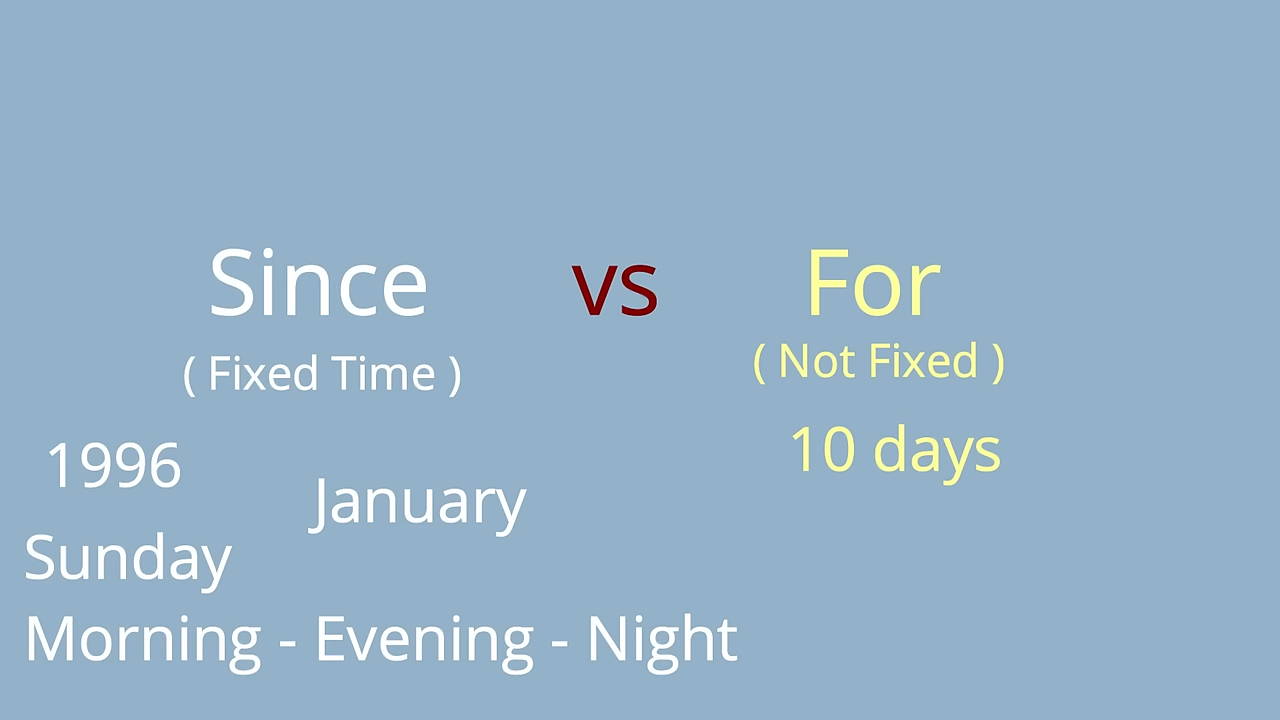 Since vs For
( Fixed Time ) ( Not Fixed )
1996 10 days
January
Sunday
Morning - Evening - Night